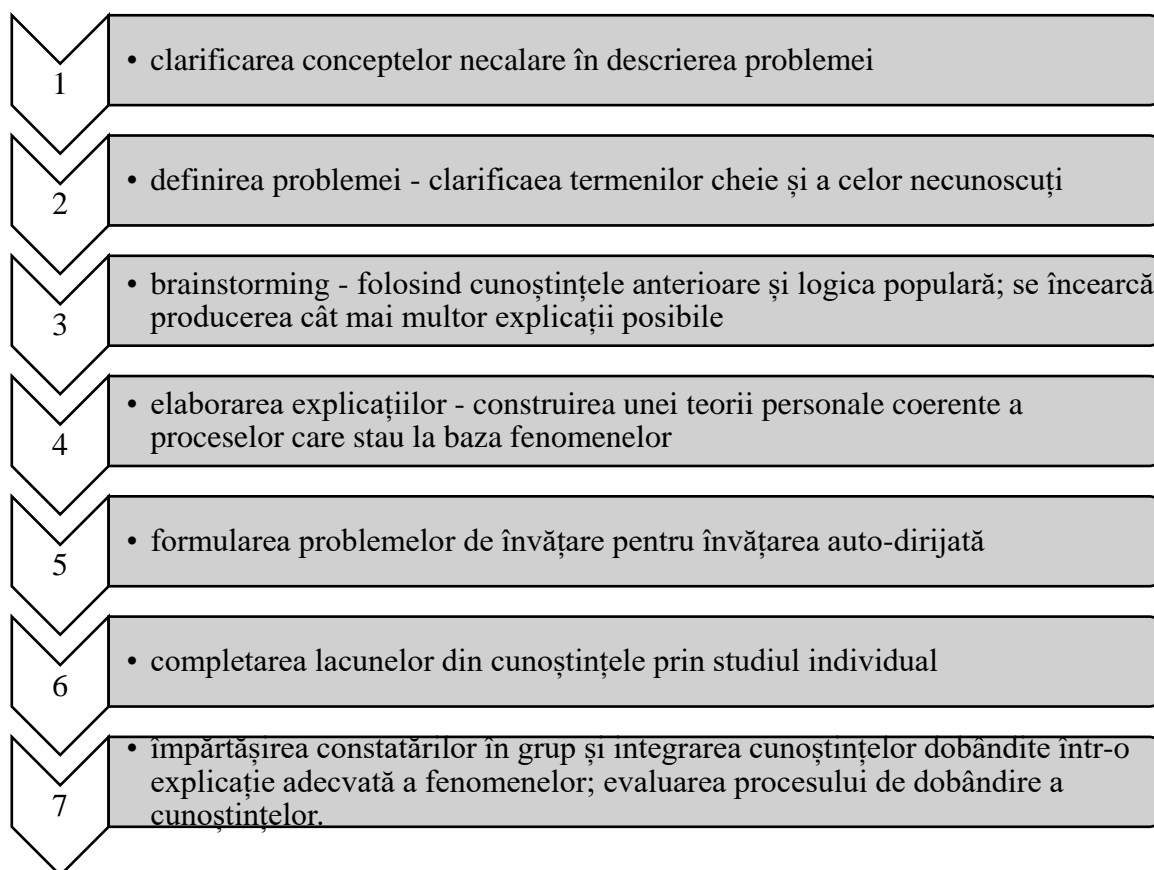 1
• clarificarea conceptelor necalare în descrierea problemei
2
• definirea problemei - clarificaea termenilor cheie și a celor necunoscuți
3
• brainstorming - folosind cunoștințele anterioare și logica populară; se încearcă
producerea cât mai multor explicații posibile
4
• elaborarea explicațiilor - construirea unei teorii personale coerente a
proceselor care stau la baza fenomenelor
5
• formularea problemelor de învățare pentru învățarea auto-dirijată
6
• completarea lacunelor din cunoștințele prin studiul individual
7
• împărtășirea constatărilor în grup și integrarea cunoștințelor dobândite într-o
explicație adecvată a fenomenelor; evaluarea procesului de dobândire a
cunoștințelor.